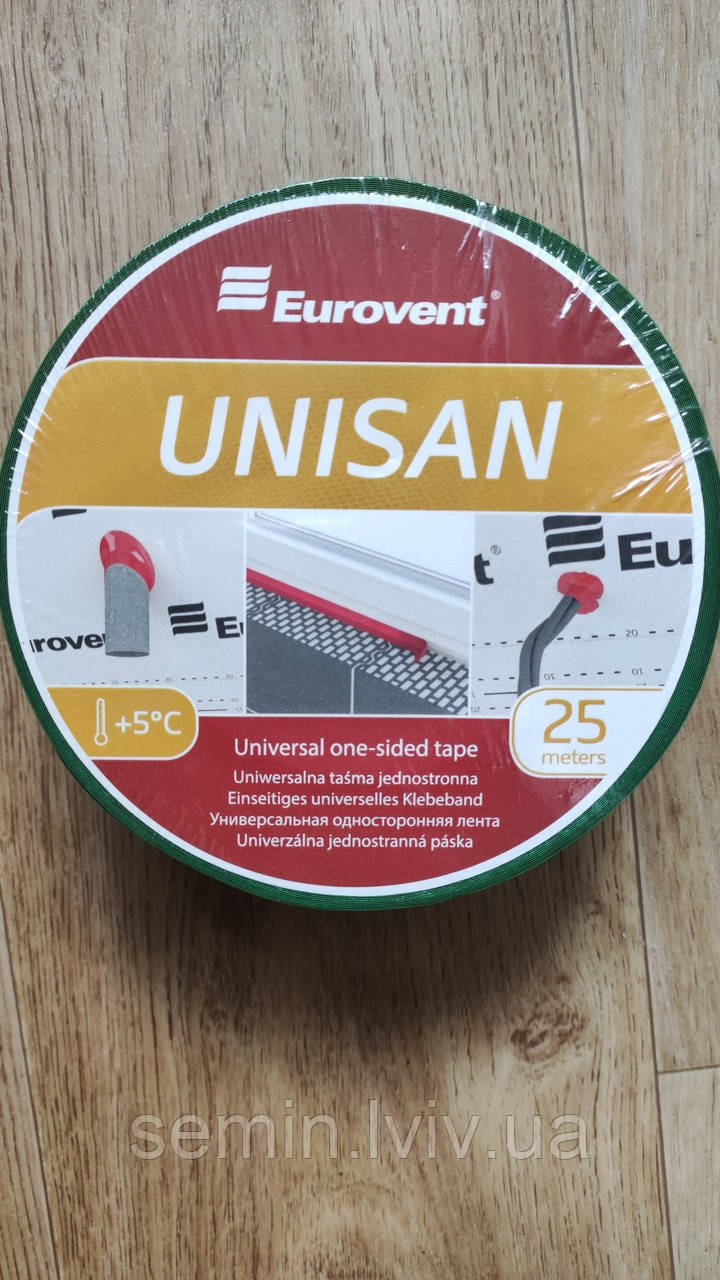 Eurovent®
UNISAN
Eurovent
Eurovent
t®
Eu
+5°C
25
meters
Universal one-sided tape
Uniwersalna taśma jednostronna
Einseitiges universelles Klebeband
Универсальная односторонняя лента
Univerzálna jednostranná páska
semin.lviv.ua